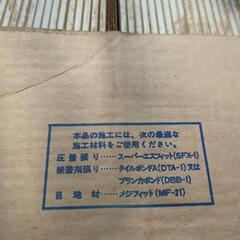 本品の施工には、次の最適な
施工材料をご使用ください。
圧着張り……スーパーエスフィット(SFX-1)
接着剤張り……タイルボンドA(DTA-1)又は
ブランカボンド(DBB-1)
目地材……メジフィット(MF-21)